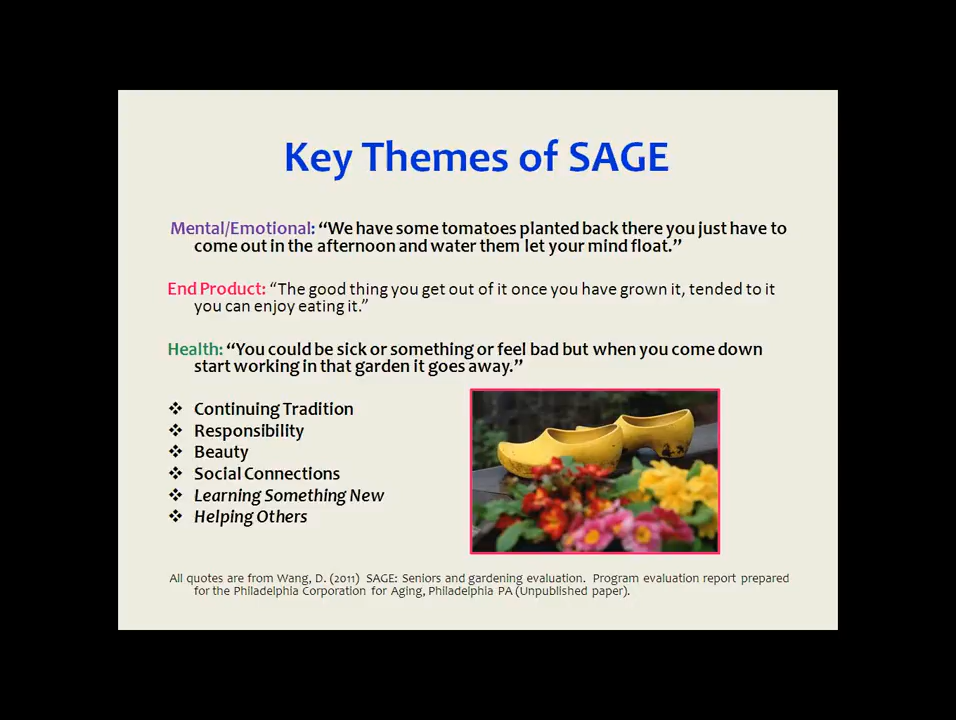 Key Themes of SAGE
Mental/Emotional: “We have some tomatoes planted back there you just have to
come out in the afternoon and water them let your mind float.”
End Product: “The good thing you get out of it once you have grown it, tended to it
you can enjoy eating it.”
Health: “You could be sick or something or feel bad but when you come down
start working in that garden it goes away.”
❖ Continuing Tradition
❖ Responsibility
❖ Beauty
❖ Social Connections
❖ Learning Something New
❖ Helping Others
All quotes are from Wang, D. (2011) SAGE: Seniors and gardening evaluation. Program evaluation report prepared
for the Philadelphia Corporation for Aging, Philadelphia PA (Unpublished paper).